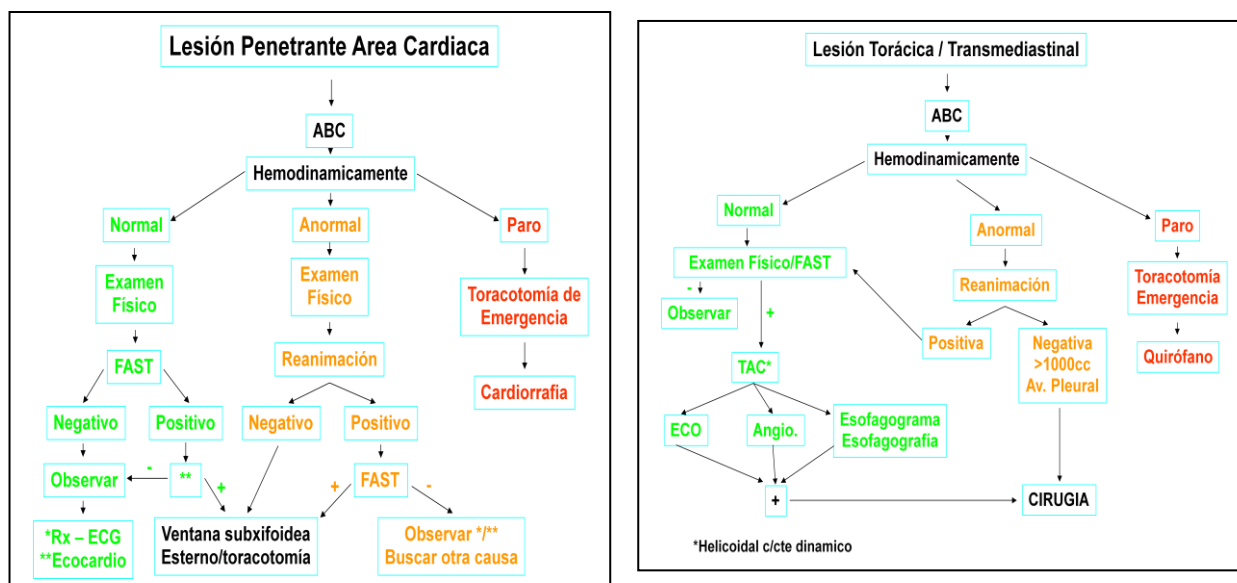 Lesión Penetrante Area Cardiaca
ABC
Hemodinamicamente
Normal
Anormal
Paro
Examen
Físico
Examen
Físico
Toracotomía de
Emergencia
FAST
Reanimación
Cardiorrafia
Negativo
Positivo
Negativo
Positivo
Observar
-
**
+
+
FAST
-
*Rx – ECG
**Ecocardio
Ventana subxifoidea
Esterno/toracotomía
Observar */**
Buscar otra causa
Lesión Torácica / Transmediastinal
ABC
Hemodinamicamente
Normal
Anormal
Paro
Examen Físico/FAST
Reanimación
Toracotomía
Emergencia
-
Observar
+
Positiva
Negativa
>1000cc
Av. Pleural
Quirófano
TAC*
ECO
Angio.
Esofagograma
Esofagografía
+
CIRUGIA
*Helicoidal c/cte dinamico